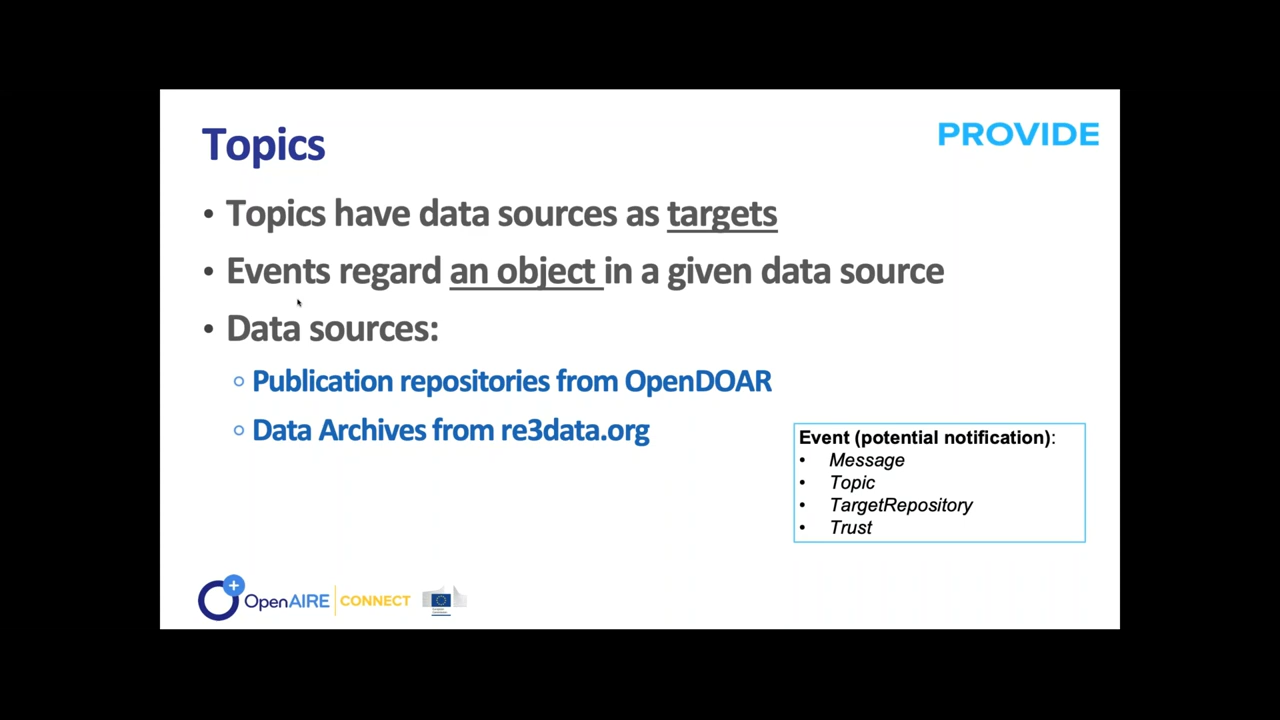 Topics
PROVIDE
• Topics have data sources as targets
• Events regard an object in a given data source
• Data sources:
○ Publication repositories from OpenDOAR
○ Data Archives from re3data.org
Event (potential notification):
• Message
• Topic
• TargetRepository
• Trust
OpenAIRE | CONNECT